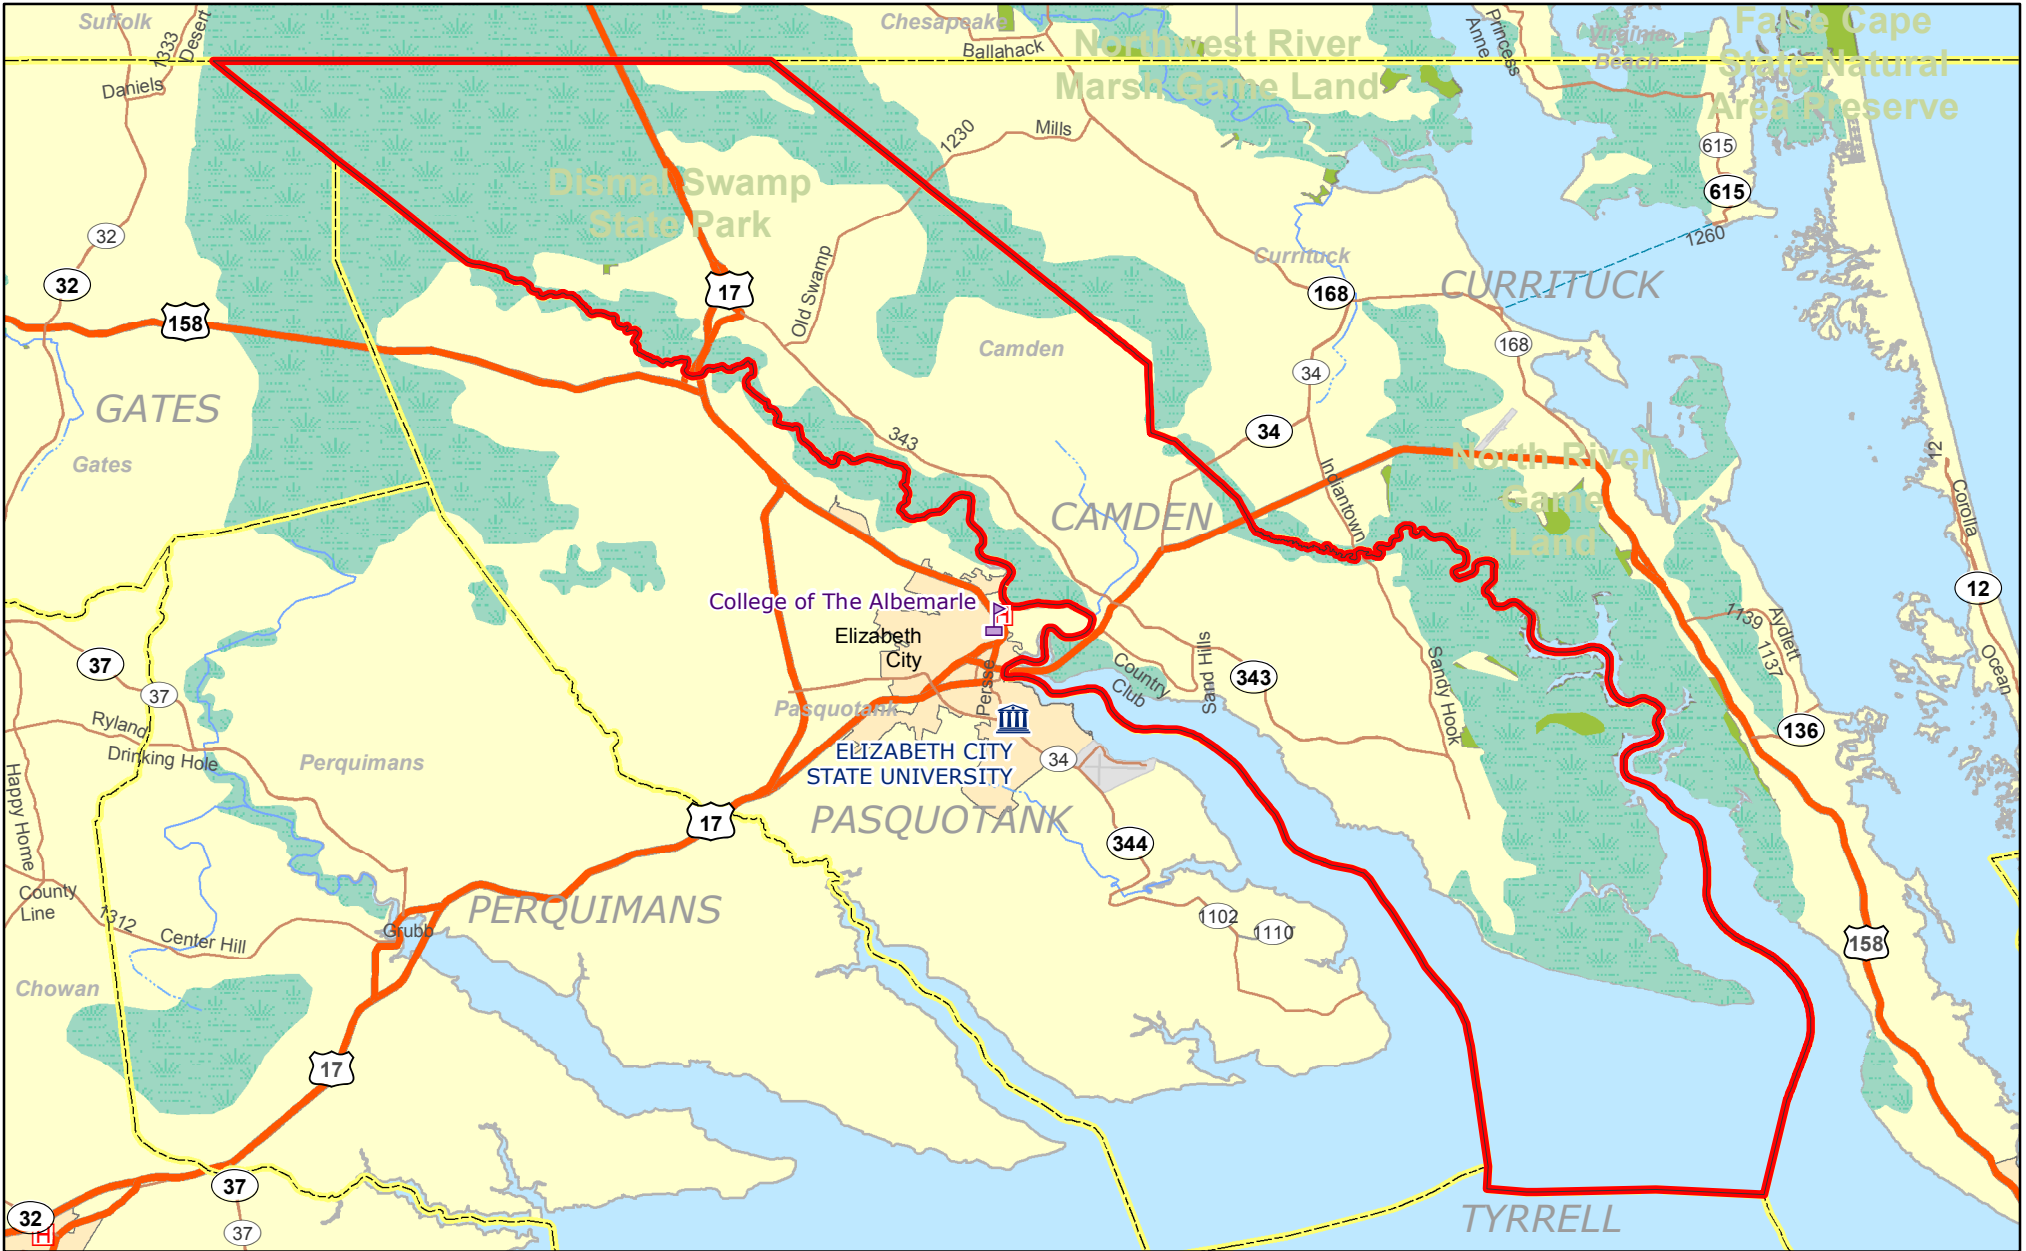 Suffolk
1333
Desert
Daniels
Chesapeake
Ballahack
Northwest River
Marsh Game Land
Princess
Anne
Virginia
Beach
False Cape
State Natural
Area Preserve
1230
Mills
615
615
1260
Dismal Swamp
State Park
32
32
158
17
Old Swamp
Currituck
168
CURRITUCK
168
34
Camden
GATES
Gates
343
34
Indiantown
CAMDEN
North River
Game
Land
12
Corolla
12
Ocean
College of The Albemarle
H
Elizabeth
City
Persse
Pasquotank
Country
Club
Sand Hills
343
Sandy Hook
1139
1137
Aydlett
136
37
37
Ryland
Drinking Hole
Happy Home
Perquimans
ELIZABETH CITY
STATE UNIVERSITY
34
17
PASQUOTANK
344
County
Line
1312
Center Hill
Grubb
PERQUIMANS
1102
1110
158
Chowan
17
37
37
32
H
TYRRELL